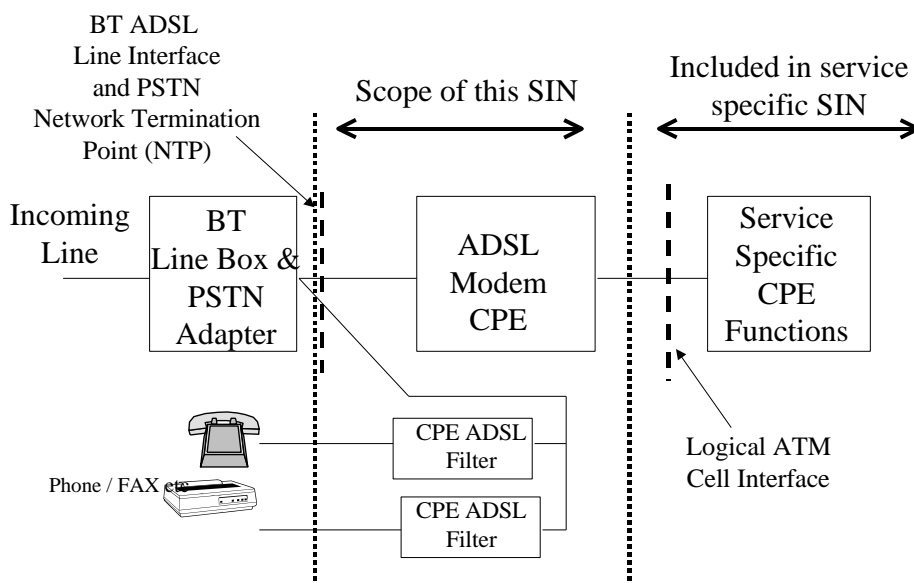 BT ADSL
Line Interface
and PSTN
Network Termination
Point (NTP)
Scope of this SIN
Included in service
specific SIN
Incoming
Line
BT
Line Box &
PSTN
Adapter
ADSL
Modem
CPE
Service
Specific
CPE
Functions
CPE ADSL
Filter
Phone / FAX etc
CPE ADSL
Filter
Logical ATM
Cell Interface